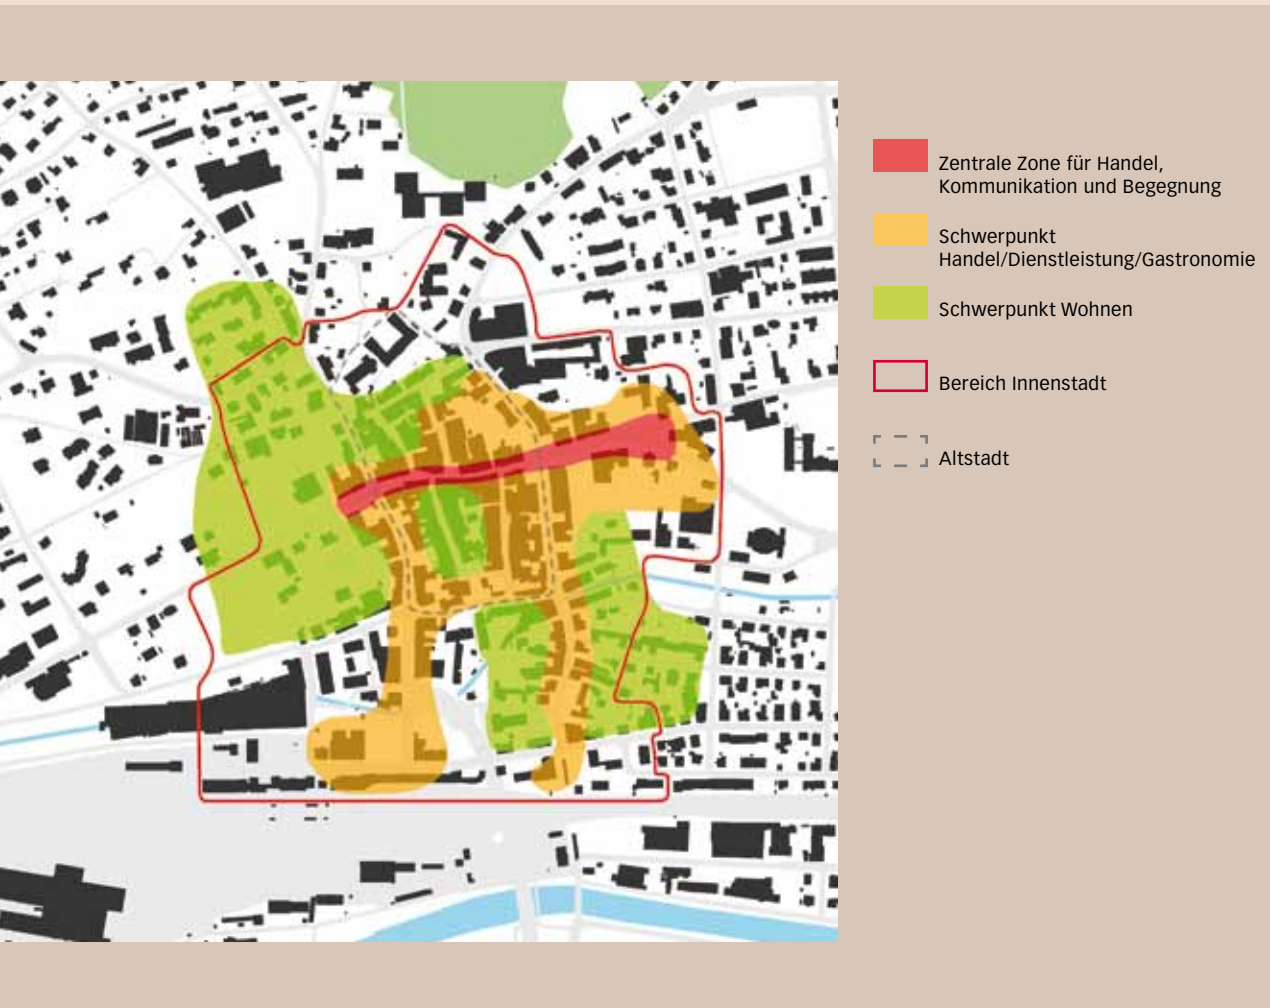 Zentrale Zone für Handel,
Kommunikation und Begegnung
Schwerpunkt
Handel/Dienstleistung/Gastronomie
Schwerpunkt Wohnen
Bereich Innenstadt
Altstadt